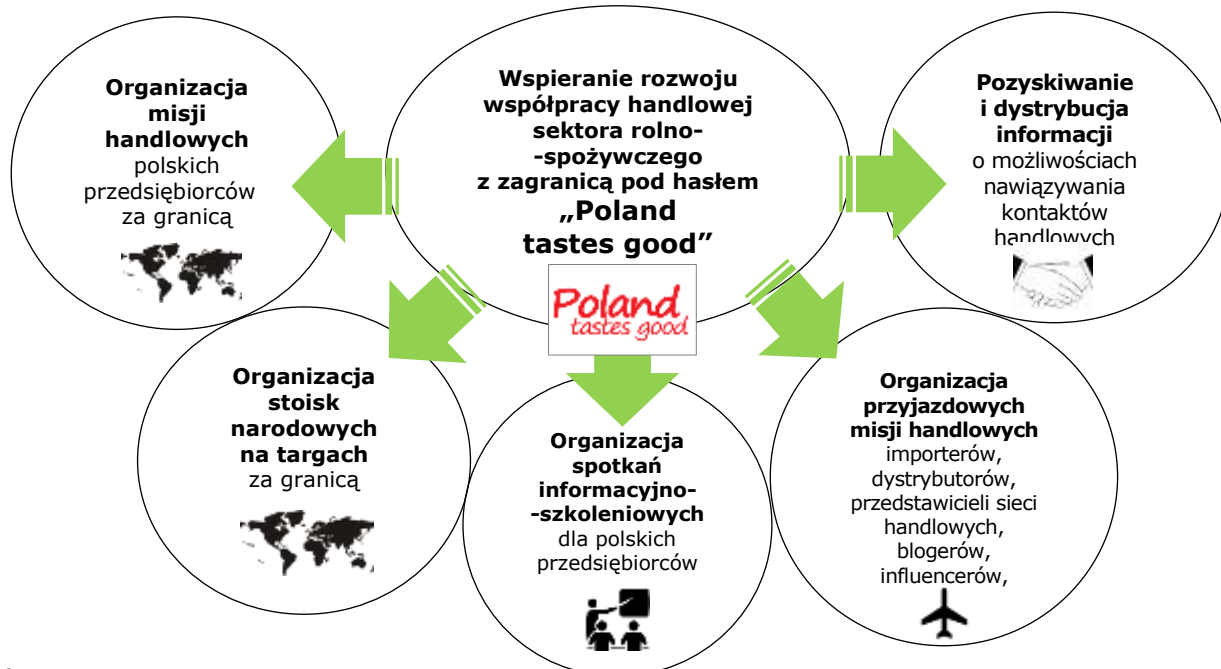 Organizacja
misji
handlowych
polskich
przedsiębiorców
za granicą
Wspieranie rozwoju
współpracy handlowej
sektora rolno-
-spożywczego
z zagranicą pod hasłem
„Poland
tastes good”
Poland
tastes good
Pozyskiwanie
i dystrybucja
informacji
o możliwościach
nawiązywania
kontaktów
handlowych
Organizacja
stoisk
narodowych
na targach
za granicą
Organizacja
spotkań
informacyjno-
-szkoleniowych
dla polskich
przedsiębiorców
Organizacja
przyjazdowych
misji handlowych
importerów,
dystrybutorów,
przedstawicieli sieci
handlowych,
blogerów,
influencerów,